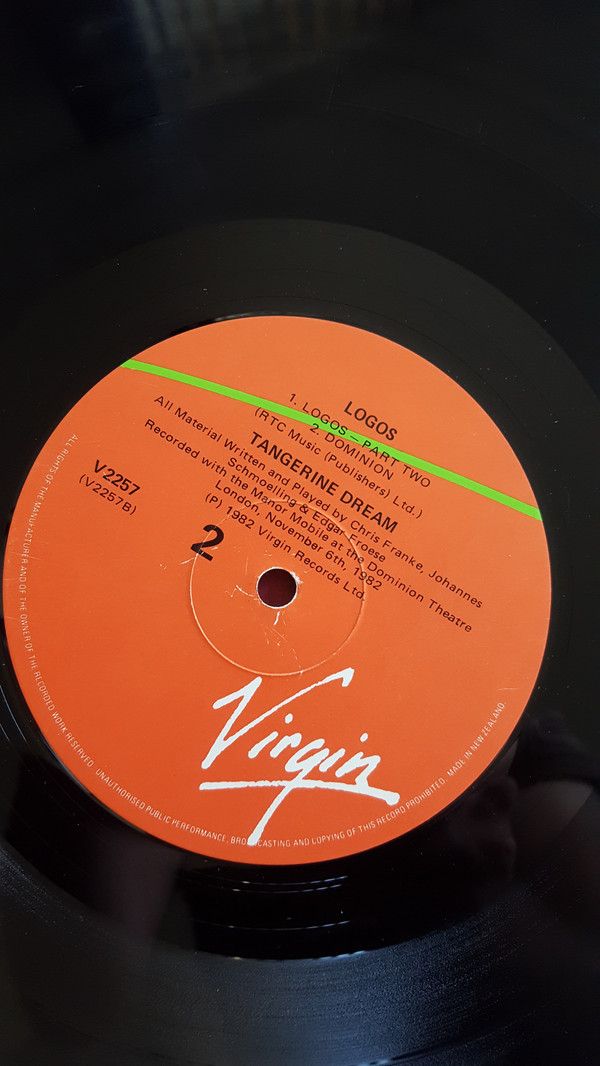 LOGOS
1. LOGOS — PART TWO
2. DOMINION
(RTC Music (Publishers) Ltd.)
TANGERINE DREAM
All Material Written and Played by Chris Franke, Johannes
Schmoelling & Edgar Froese
Recorded with the Manor Mobile at the Dominion Theatre
London, November 6th, 1982
(P) 1982 Virgin Records Ltd.
V2257
(V2257B)
2
Virgin
ALL RIGHTS OF THE MANUFACTURER AND OF THE OWNER OF THE RECORDED WORK RESERVED. UNAUTHORISED PUBLIC PERFORMANCE, BROADCASTING AND COPYING OF THIS RECORD PROHIBITED. MADE IN NEW ZEALAND.